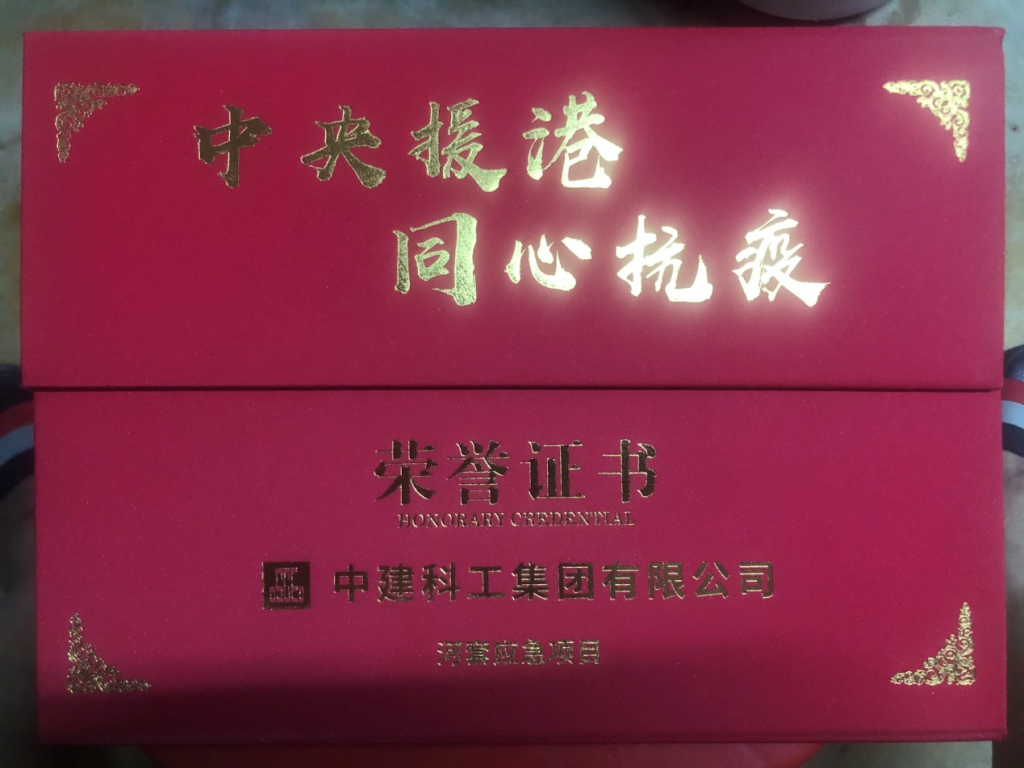 中央援港
同心抗疫
荣誉证书
HONORARY CREDENTIAL
中建科工集团有限公司
河套应急项目